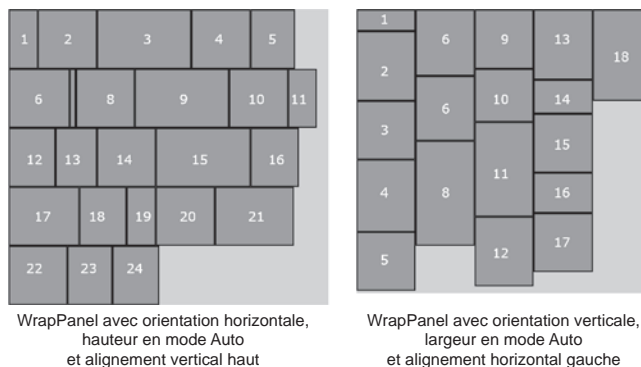 1 2 3 4 5
6 8 9 10 11
12 13 14 15 16
17 18 19 20 21
22 23 24
WrapPanel avec orientation horizontale,
hauteur en mode Auto
et alignement vertical haut
1
2
3
4
5
6
6
8
9
10
11
12
13
14
15
16
17
18
WrapPanel avec orientation verticale,
largeur en mode Auto
et alignement horizontal gauche